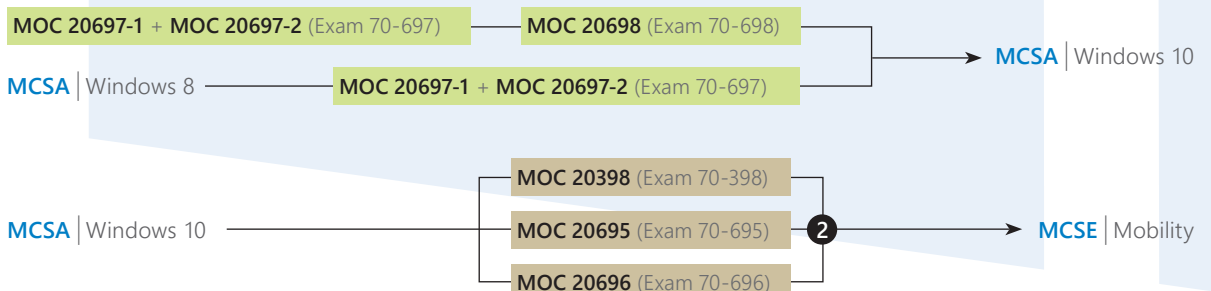 MOC 20697-1 + MOC 20697-2 (Exam 70-697) MOC 20698 (Exam 70-698)
MCSA | Windows 10
MCSA | Windows 8 MOC 20697-1 + MOC 20697-2 (Exam 70-697)
MOC 20398 (Exam 70-398)
MCSA | Windows 10 MOC 20695 (Exam 70-695) 2 MCSE | Mobility
MOC 20696 (Exam 70-696)